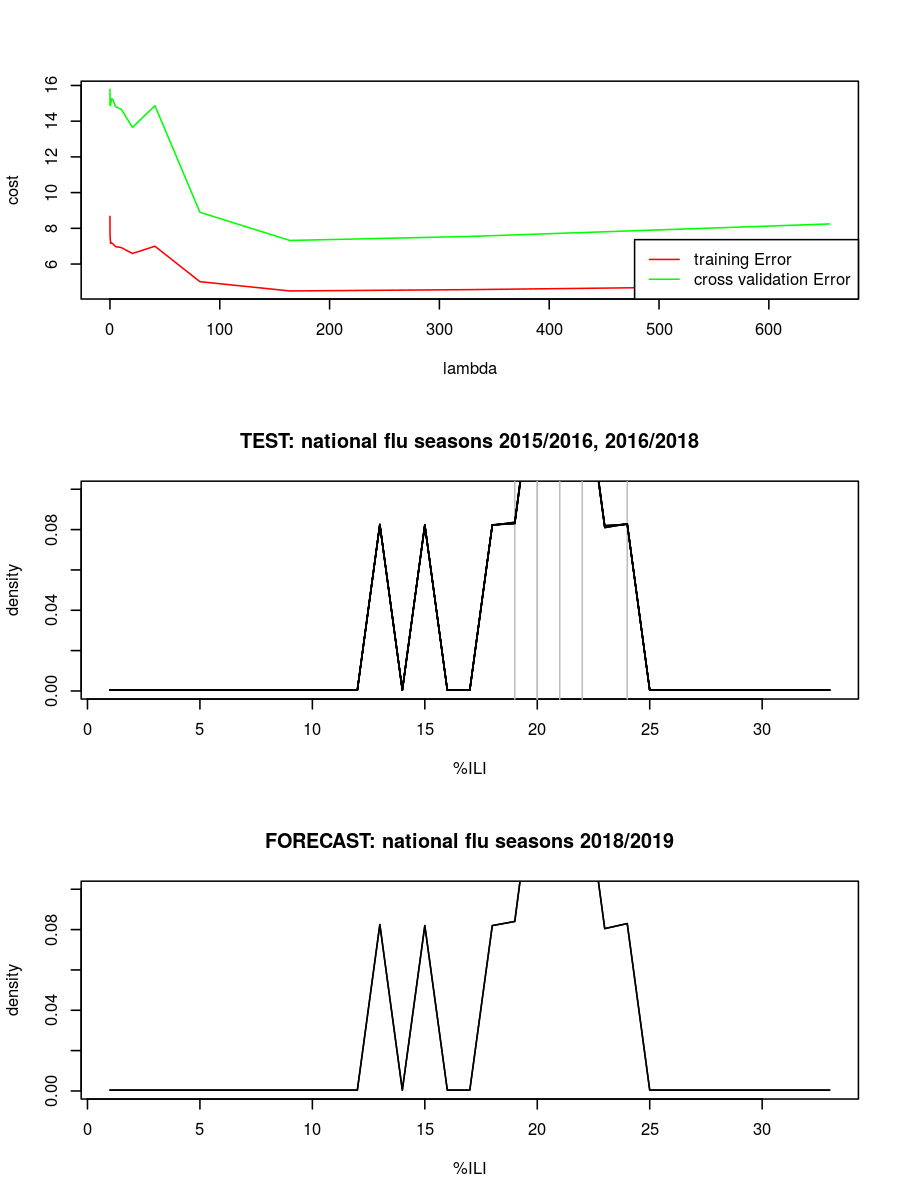 16
14
12
10
8
6
cost
training Error
cross validation Error
0 100 200 300 400 500 600
lambda
TEST: national flu seasons 2015/2016, 2016/2018
0.08
0.04
0.00
density
0 5 10 15 20 25 30
%ILI
FORECAST: national flu seasons 2018/2019
0.08
0.04
0.00
density
0 5 10 15 20 25 30
%ILI